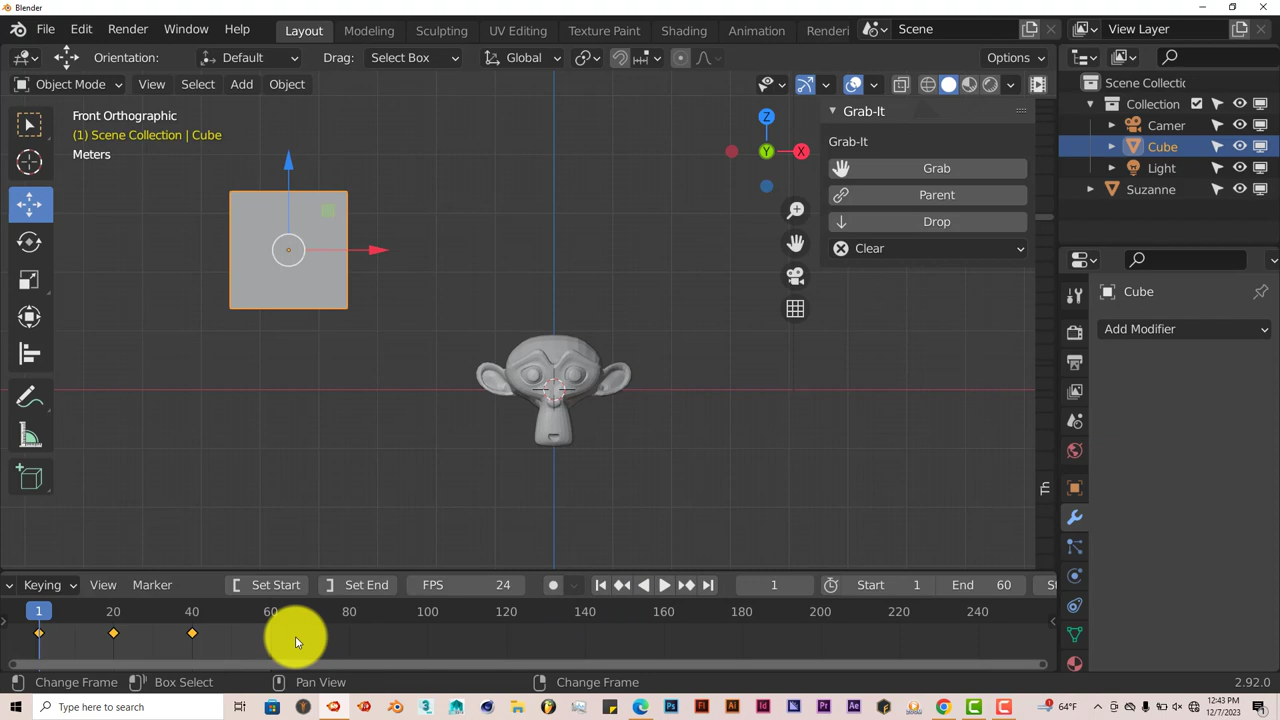 Blender
File Edit Render Window Help Layout Modeling Sculpting UV Editing Texture Paint Shading Animation Renderi Scene View Layer
Orientation: Default Drag: Select Box Global Options
Object Mode View Select Add Object
Front Orthographic
(1) Scene Collection | Cube
Meters
Z
Y
X
Grab-It
Grab-It
Grab
Parent
Drop
Clear
Scene Collectic
Collection
Camer
Cube
Light
Suzanne
Cube
Add Modifier
Keying View Marker Set Start Set End FPS 24 1 Start 1 End 60 St
1 20 40 60 80 100 120 140 160 180 200 220 240
Change Frame Box Select Pan View Change Frame 2.92.0
Type here to search
64°F
12:43 PM
12/7/2023